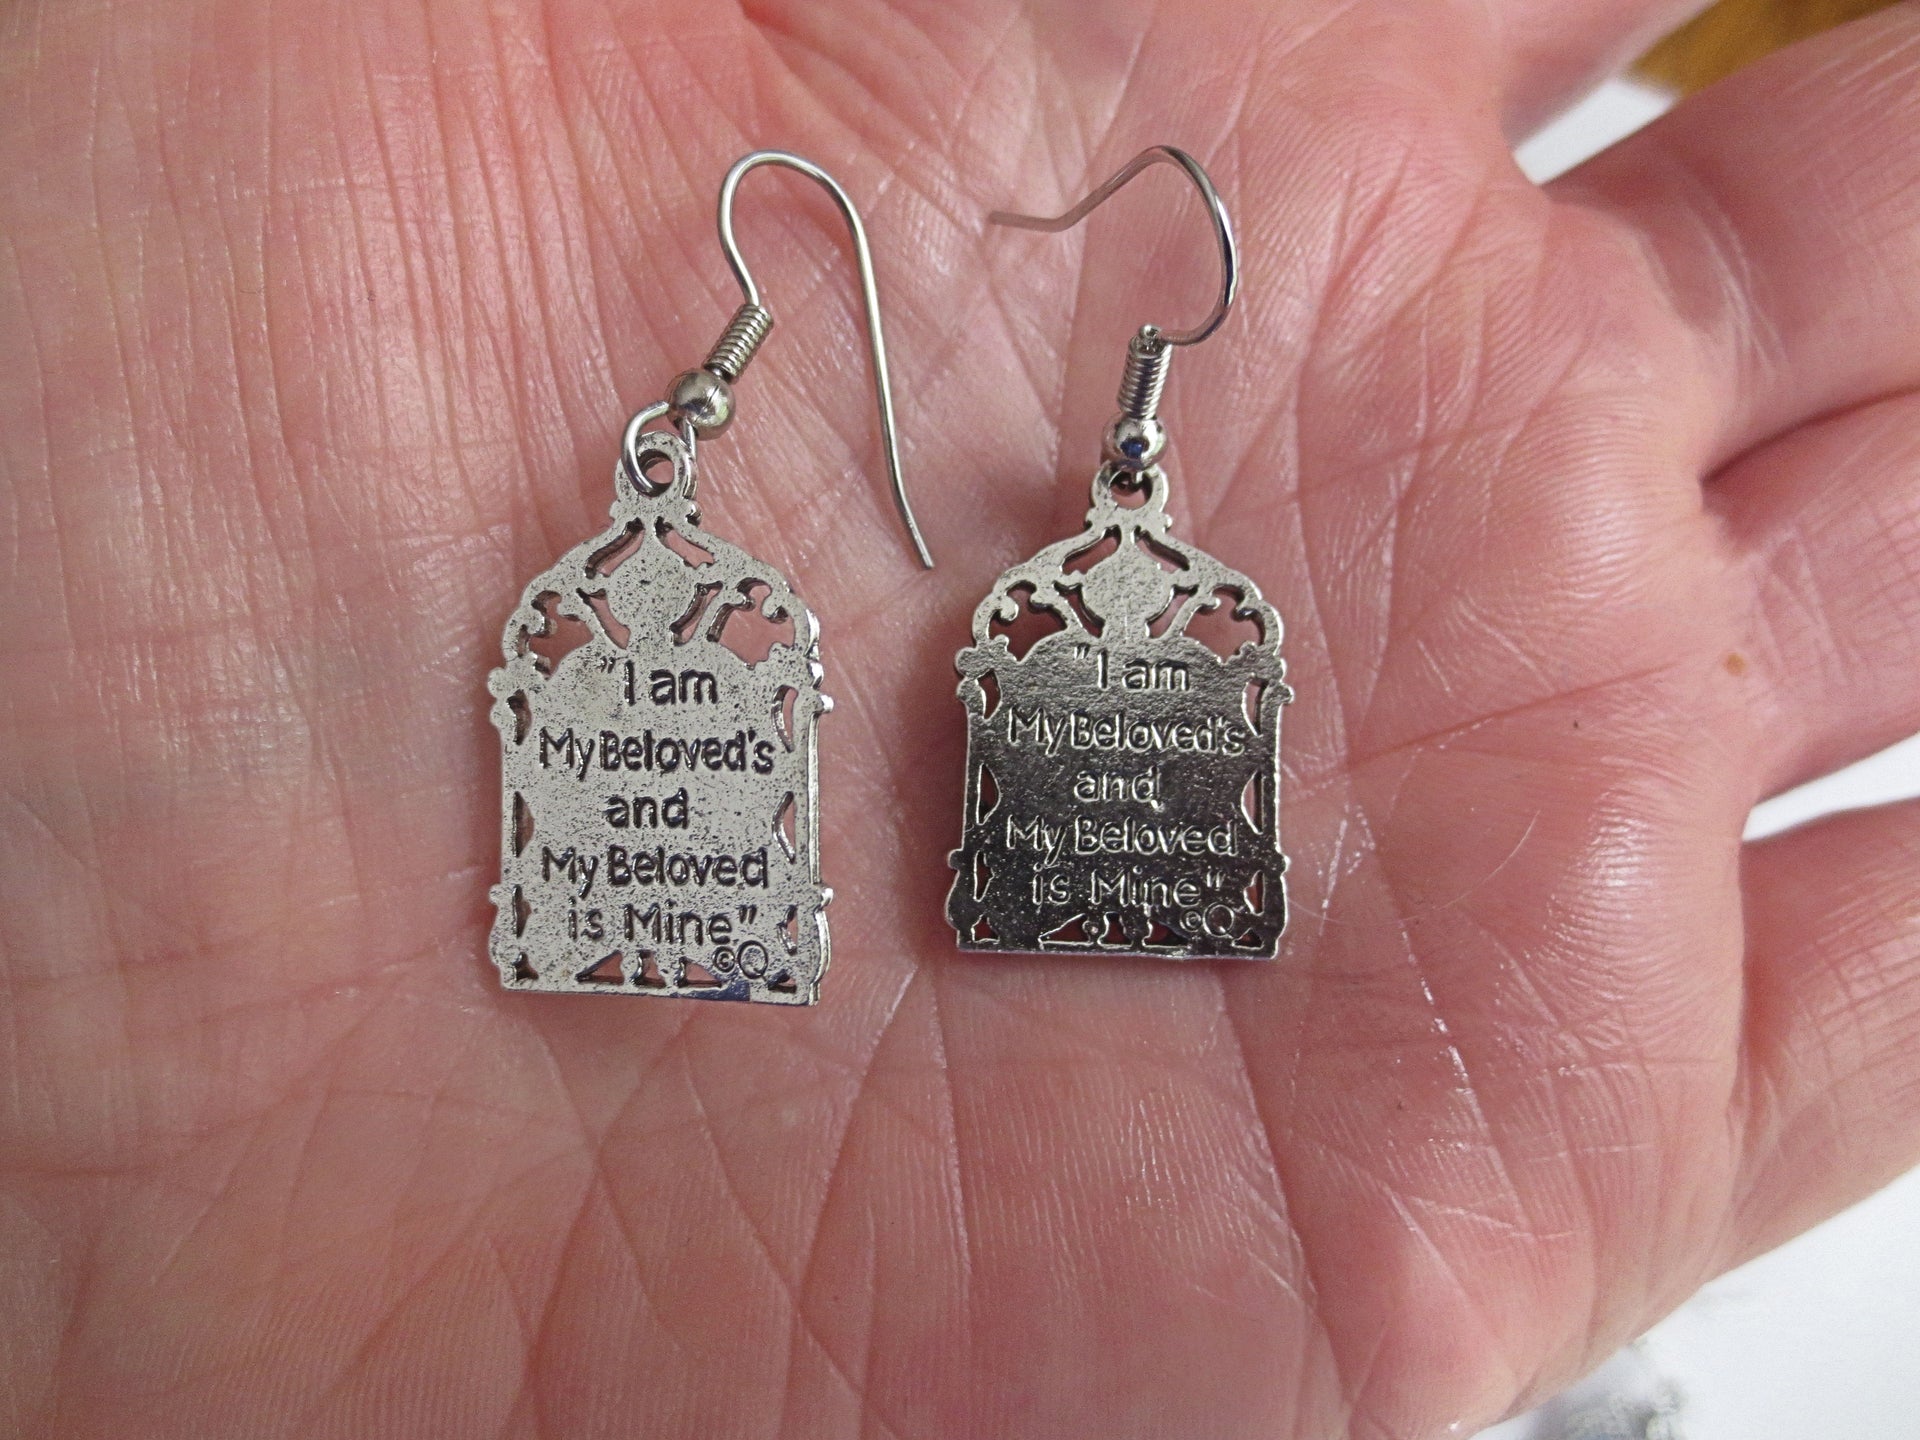 "I am
My Beloved's
and
My Beloved
is Mine"
©Q
"I am
My Beloved's
and
My Beloved
is Mine"
©Q